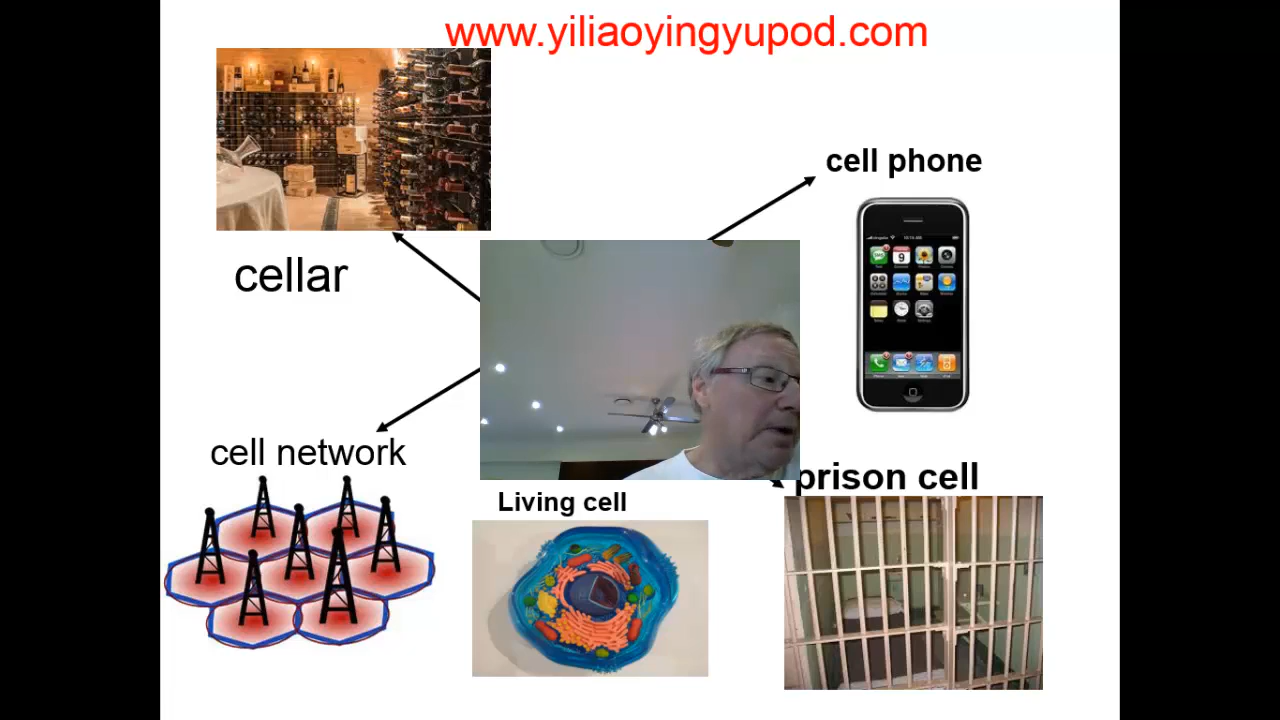 www.yiliaoyingyupod.com
cell phone
cellar
cell network
prison cell
Living cell